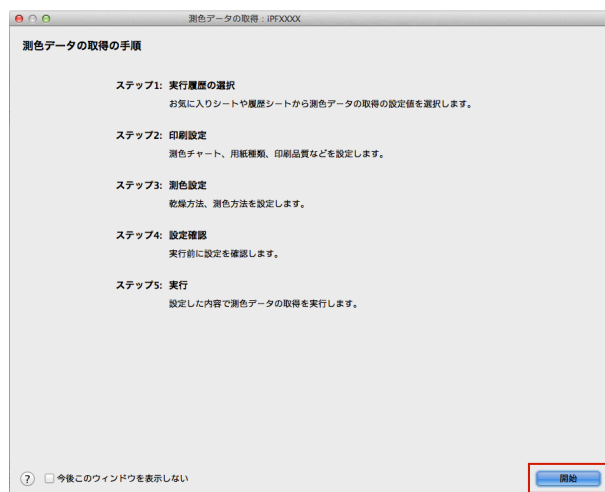 測色データの取得 : iPFXXXX
測色データの取得の手順
ステップ1: 実行履歴の選択
お気に入りシートや履歴シートから測色データの取得の設定値を選択します。
ステップ2: 印刷設定
測色チャート、用紙種類、印刷品質などを設定します。
ステップ3: 測色設定
乾燥方法、測色方法を設定します。
ステップ4: 設定確認
実行前に設定を確認します。
ステップ5: 実行
設定した内容で測色データの取得を実行します。
? 今後このウィンドウを表示しない 開始